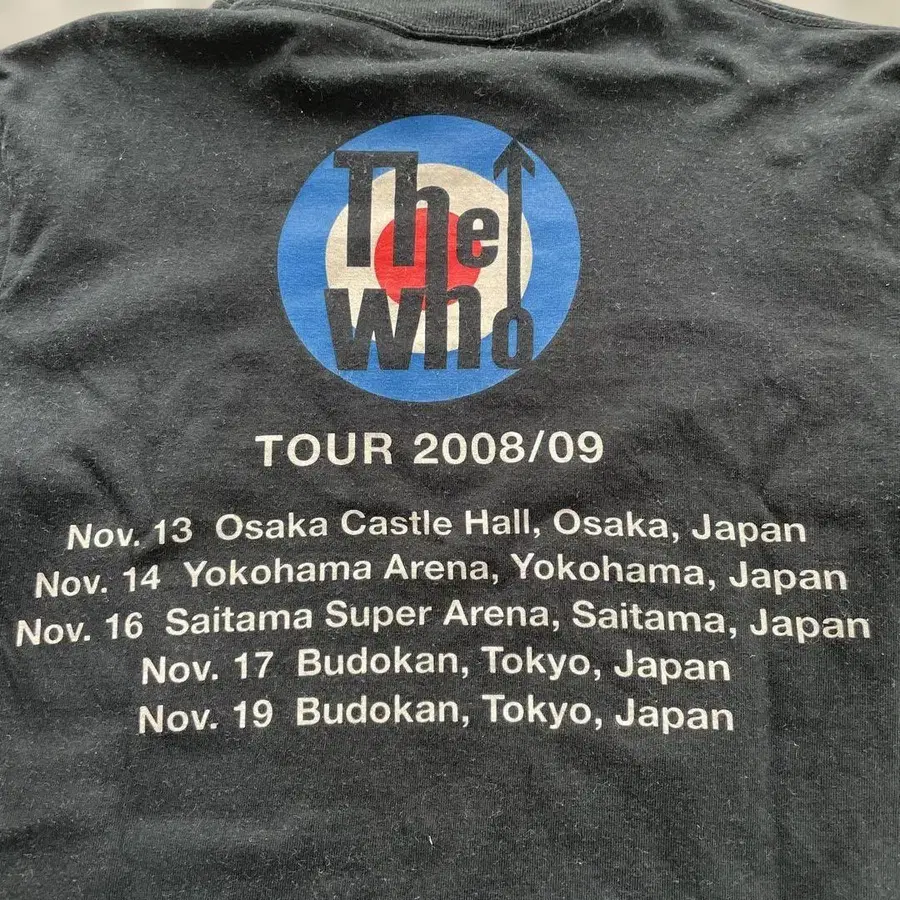 The
Who
TOUR 2008/09
Nov. 13 Osaka Castle Hall, Osaka, Japan
Nov. 14 Yokohama Arena, Yokohama, Japan
Nov. 16 Saitama Super Arena, Saitama, Japan
Nov. 17 Budokan, Tokyo, Japan
Nov. 19 Budokan, Tokyo, Japan